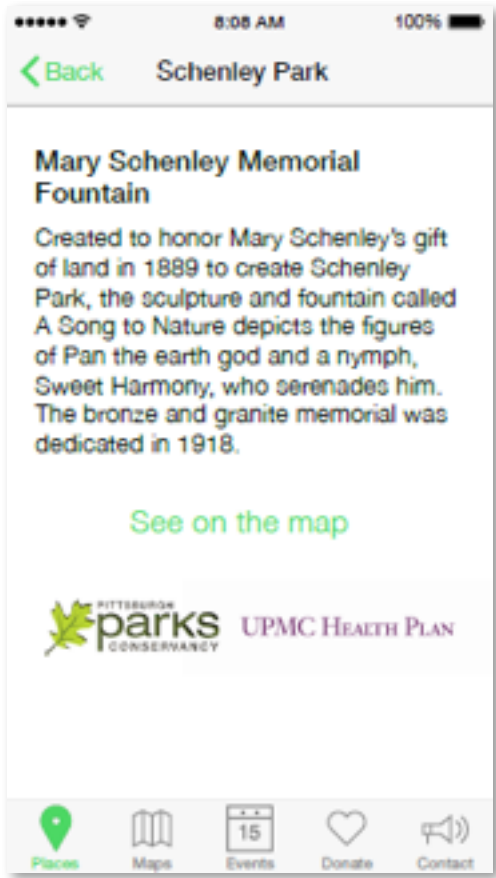 8:08 AM 100%
Back Schenley Park
Mary Schenley Memorial
Fountain
Created to honor Mary Schenley's gift
of land in 1889 to create Schenley
Park, the sculpture and fountain called
A Song to Nature depicts the figures
of Pan the earth god and a nymph,
Sweet Harmony, who serenades him.
The bronze and granite memorial was
dedicated in 1918.
See on the map
PITTSBURGH
parks
CONSERVANCY
UPMC HEALTH PLAN
15
Places Maps Events Donate Contact